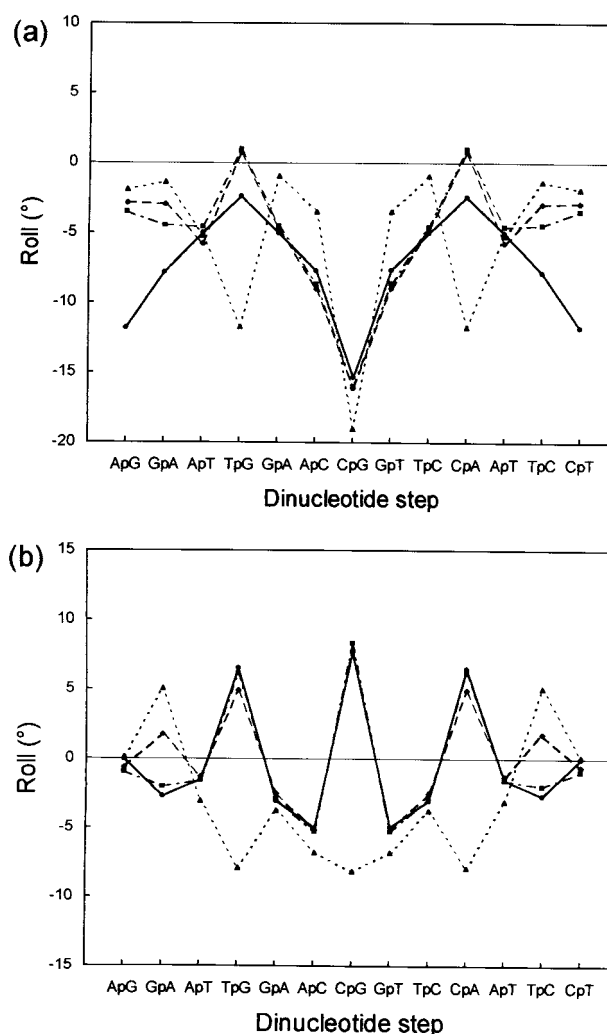 (a)
10
5
0
-5
-10
-15
-20
Roll (°)
ApG GpA ApT TpG GpA ApC CpG GpT TpC CpA ApT TpC CpT
Dinucleotide step
(b)
15
10
5
0
-5
-10
-15
Roll (°)
ApG GpA ApT TpG GpA ApC CpG GpT TpC CpA ApT TpC CpT
Dinucleotide step